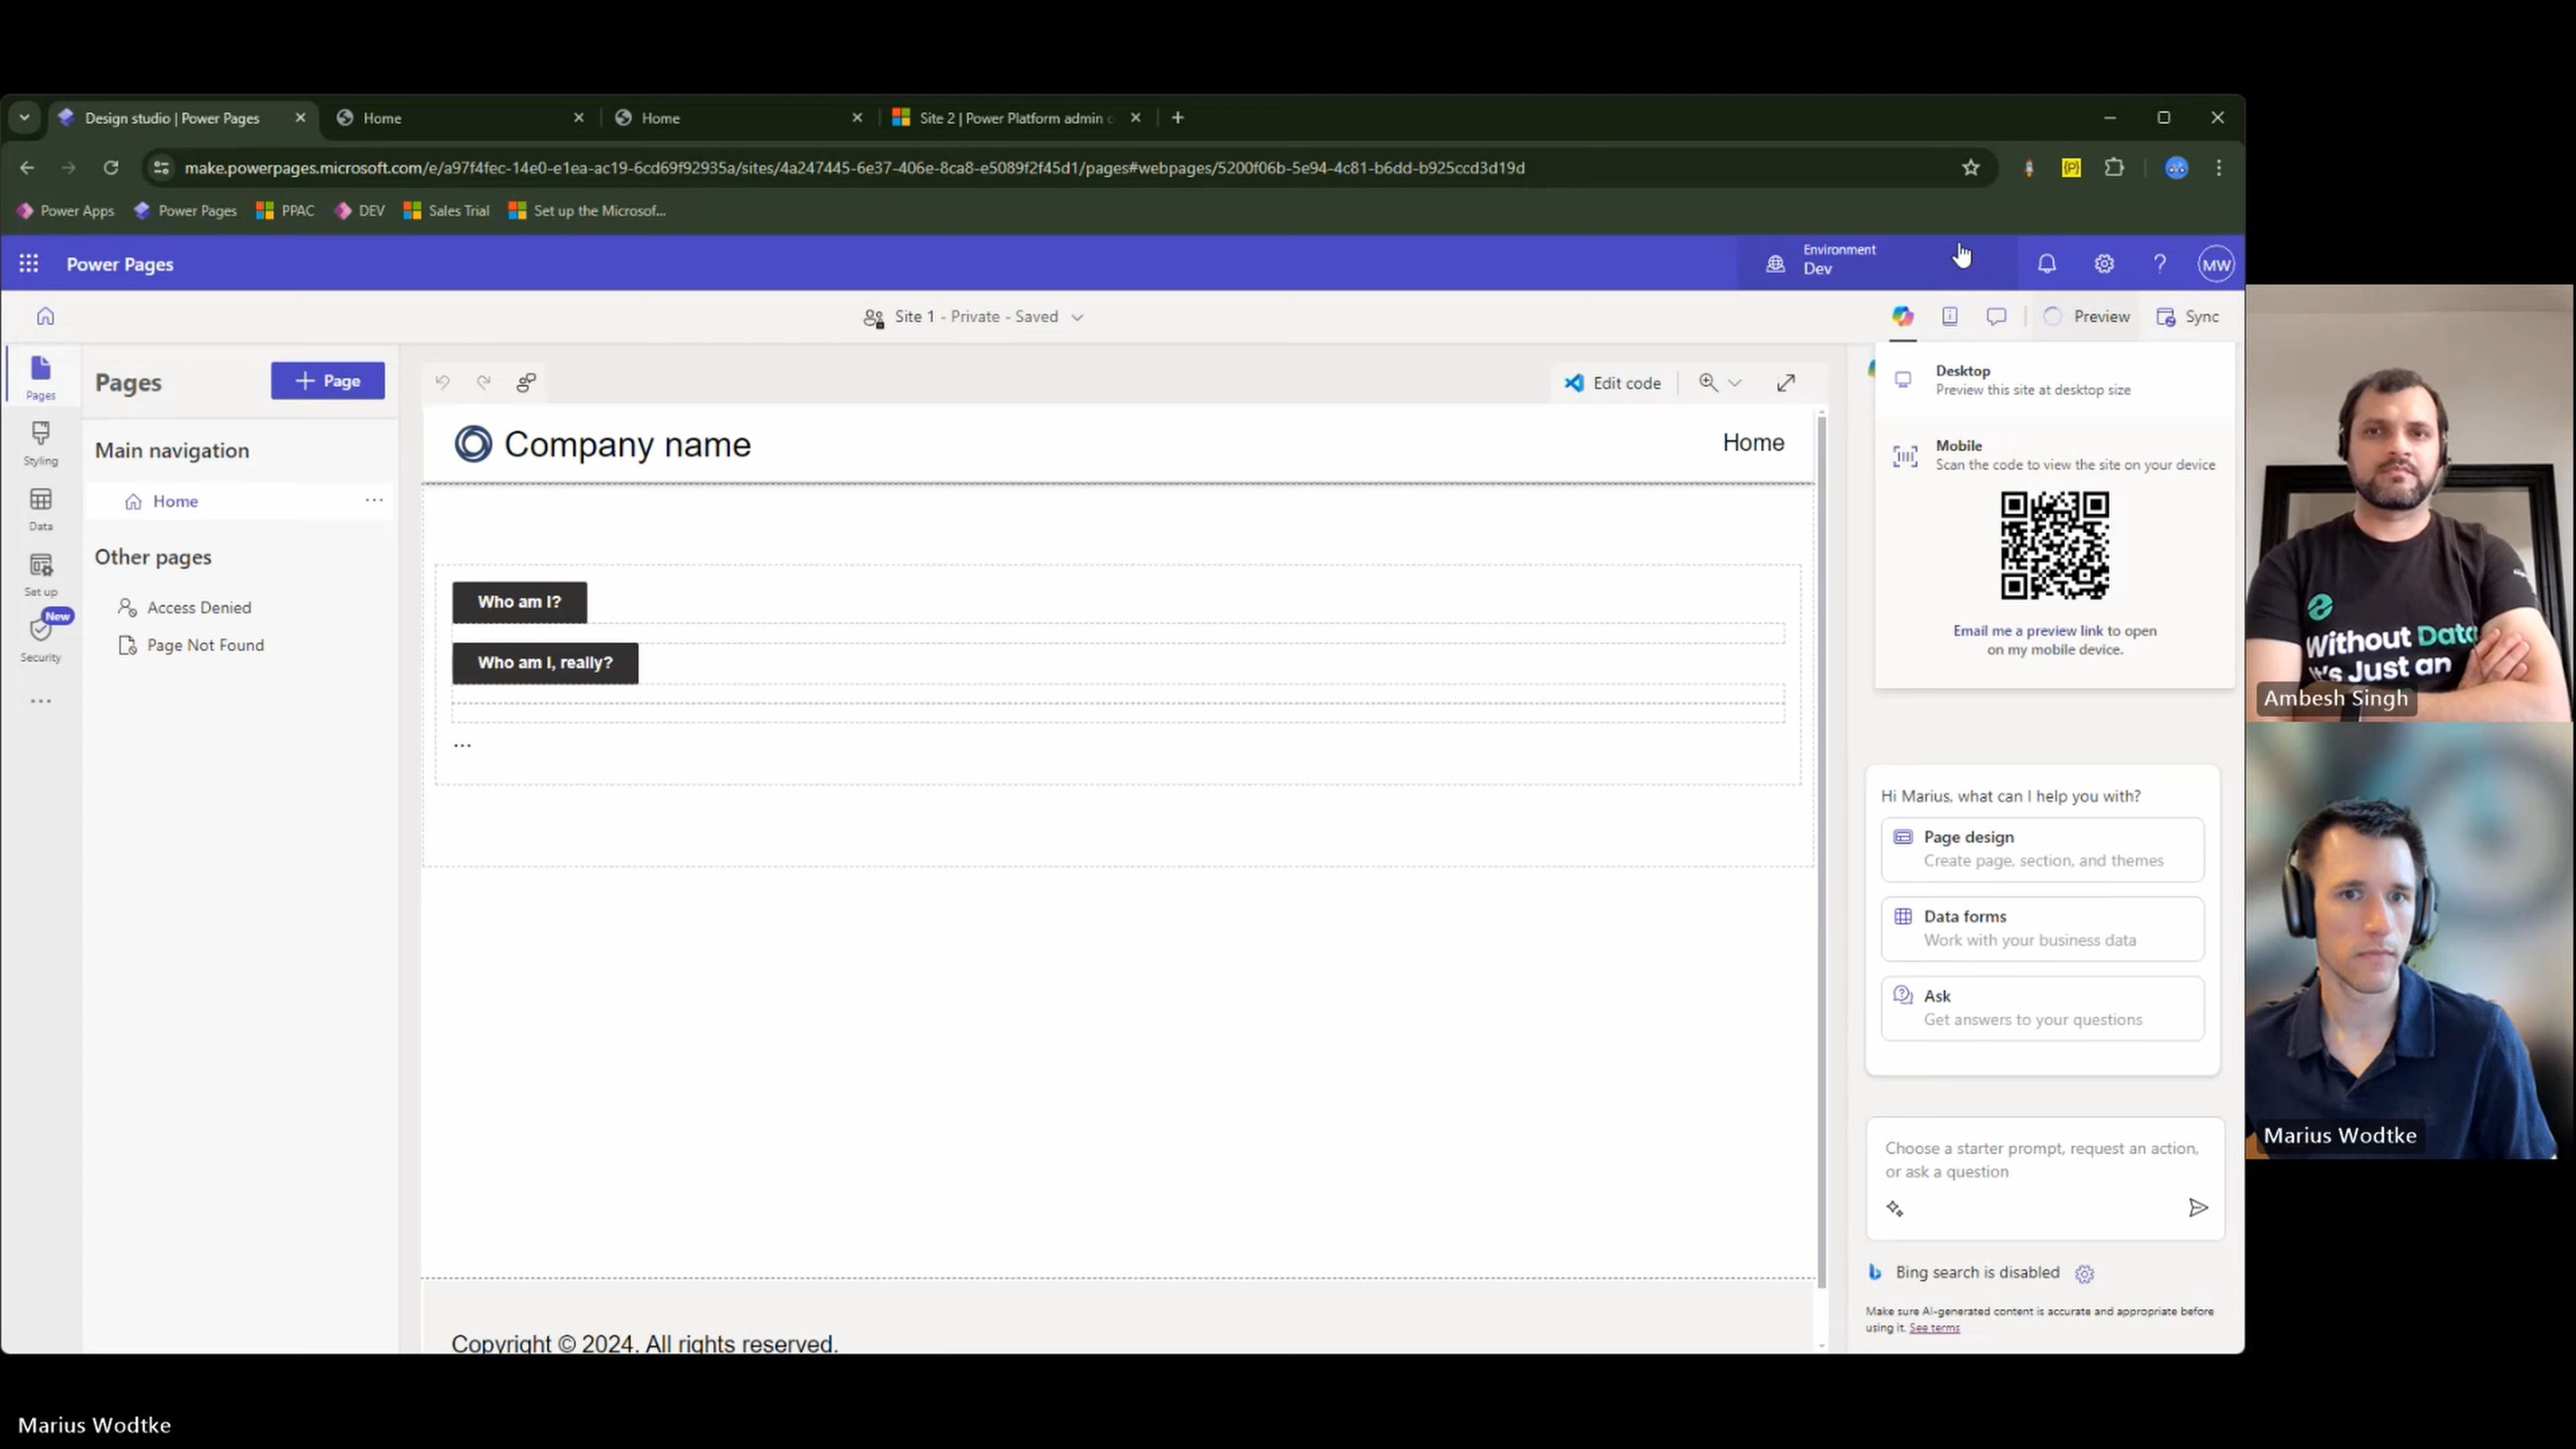 Design studio | Power Pages
Home
Home
Site 2 | Power Platform admin c
make.powerpages.microsoft.com/e/a97f4fec-14e0-e1ea-ac19-6cd69f92935a/sites/4a247445-6e37-406e-8ca8-e5089f2f45d1/pages#webpages/5200f06b-5e94-4c81-b6dd-b925ccd3d19d
Power Apps
Power Pages
PPAC
DEV
Sales Trial
Set up the Microsof...
Power Pages
Environment
Dev
MW
Site 1 - Private - Saved
Preview
Sync
Pages
Styling
Data
Set up
New
Security
Pages
+ Page
Main navigation
Home
Other pages
Access Denied
Page Not Found
Edit code
Company name
Home
Who am I?
Who am I, really?
...
Copyright © 2024. All rights reserved.
Desktop
Preview this site at desktop size
Mobile
Scan the code to view the site on your device
Email me a preview link to open
on my mobile device.
Hi Marius, what can I help you with?
Page design
Create page, section, and themes
Data forms
Work with your business data
Ask
Get answers to your questions
Choose a starter prompt, request an action,
or ask a question
Bing search is disabled
Make sure AI-generated content is accurate and appropriate before
using it. See terms
Without Data
It's Just an
Ambesh Singh
Marius Wodtke
Marius Wodtke